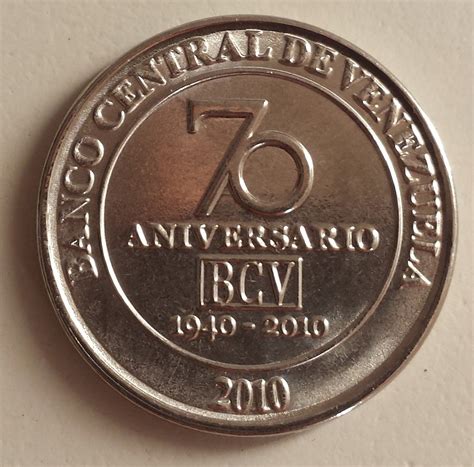 BANCO CENTRAL DE VENEZUELA
70
ANIVERSARIO
BCV
1940 - 2010
2010